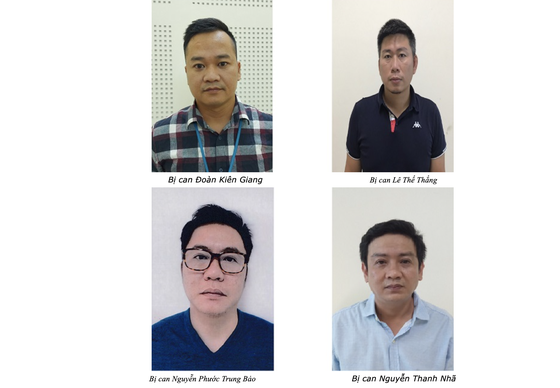 Bị can Đoàn Kiên Giang
Bị can Lê Thế Thắng
Bị can Nguyễn Phước Trung Bảo
Bị can Nguyễn Thanh Nhã